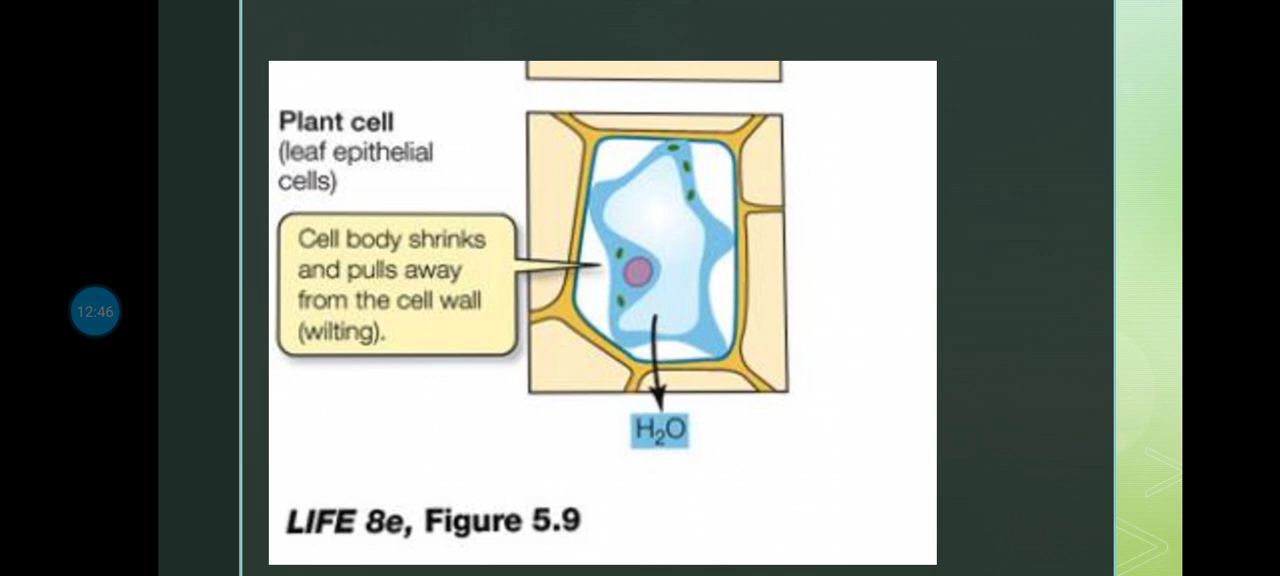 Plant cell
(leaf epithelial
cells)
Cell body shrinks
and pulls away
from the cell wall
(wilting).
12:46
H₂O
LIFE 8e, Figure 5.9